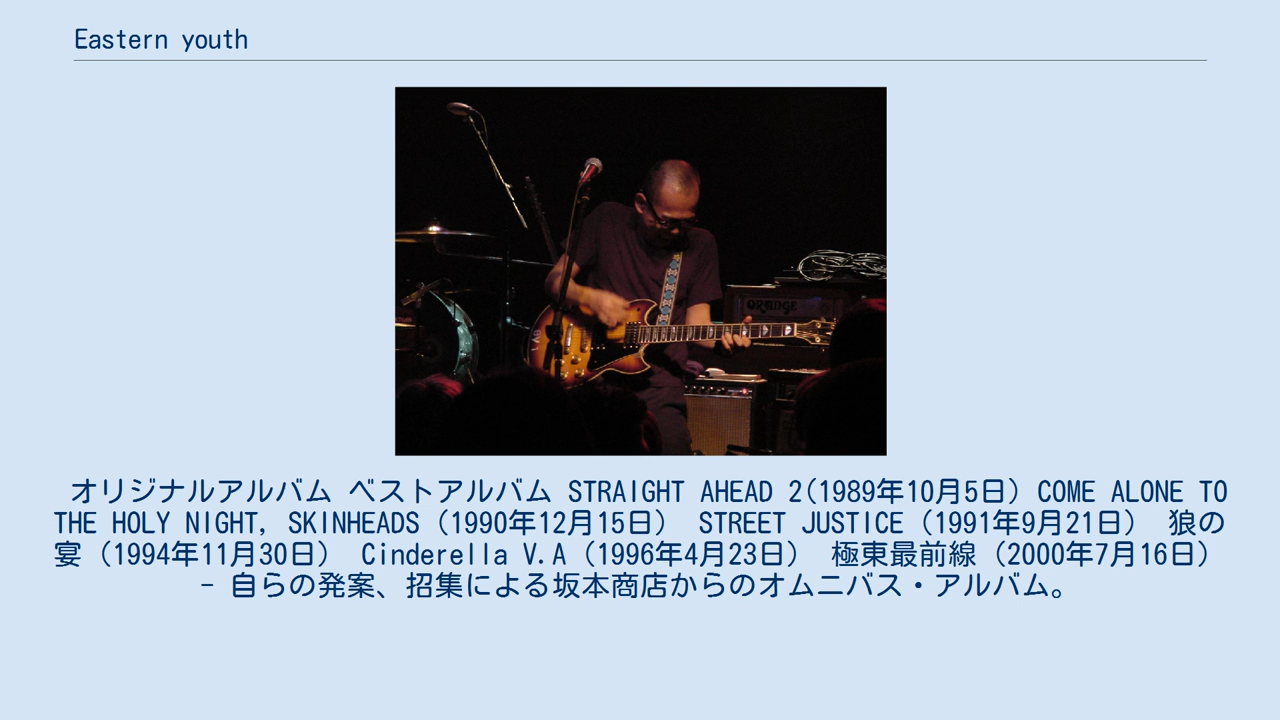 Eastern youth
ORANGE
オリジナルアルバム ベストアルバム STRAIGHT AHEAD 2(1989年10月5日) COME ALONE TO
THE HOLY NIGHT, SKINHEADS (1990年12月15日) STREET JUSTICE (1991年9月21日) 狼の
宴 (1994年11月30日) Cinderella V.A (1996年4月23日) 極東最前線 (2000年7月16日)
- 自らの発案、招集による坂本商店からのオムニバス・アルバム。